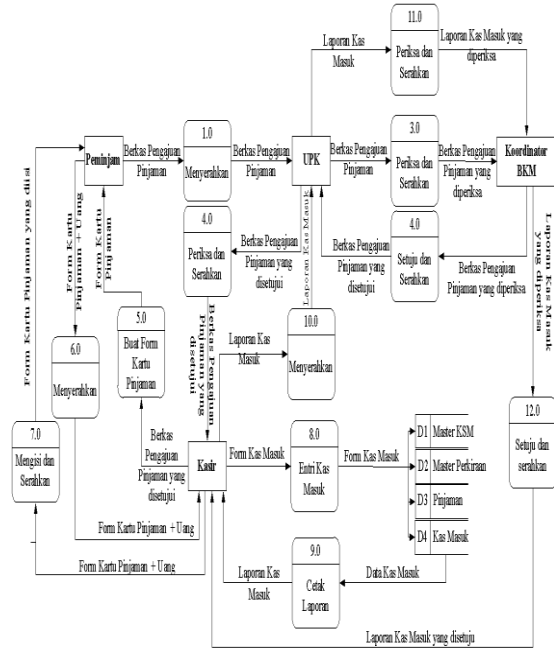 11.0
Periksa dan
Serahkan
Laporan Kas
Masuk
Laporan Kas Masuk yang
diperiksa
Peminjam
Berkas Pengajuan
Pinjaman
1.0
Menyerahkan
Berkas Pengajuan
Pinjaman
UPK
Berkas Pengajuan
Pinjaman
3.0
Periksa dan
Serahkan
Berkas Pengajuan
Pinjaman yang
diperiksa
Koordinator
BKM
4.0
Periksa dan
Serahkan
Berkas Pengajuan
Pinjaman yang
disetujui
Laporan Kas Masuk
Berkas Pengajuan
Pinjaman yang
disetujui
4.0
Setuju dan
Serahkan
Berkas Pengajuan
Pinjaman yang diperiksa
Laporan Kas Masuk
yang diperiksa
Form Kartu Pinjaman yang diisi
Form Kartu
Pinjaman + Uang
Form Kartu
Pinjaman
5.0
Buat Form
Kartu
Pinjaman
6.0
Menyerahkan
Berkas Pengajuan
Pinjaman yang
disetujui
Laporan Kas
Masuk
10.0
Menyerahkan
7.0
Mengisi dan
Serahkan
Berkas
Pengajuan
Pinjaman yang
disetujui
Kasir
Form Kas Masuk
8.0
Entri Kas
Masuk
Form Kas Masuk
D1 Master KSM
D2 Master Perkiraan
D3 Pinjaman
D4 Kas Masuk
12.0
Setuju dan
serahkan
Form Kartu Pinjaman + Uang
Form Kartu Pinjaman + Uang
Laporan Kas
Masuk
9.0
Cetak
Laporan
Data Kas Masuk
Laporan Kas Masuk yang disetuju